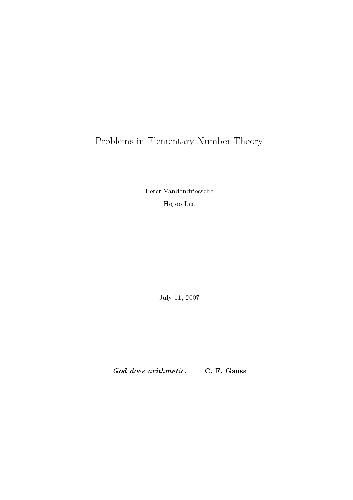 Problems in Elementary Number Theory
Peter Vandendriessche
Hojoo Lee
July 11, 2007
God does arithmetic. C. F. Gauss